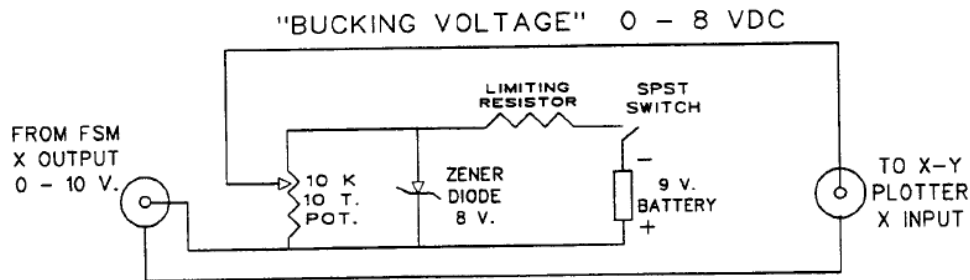 "BUCKING VOLTAGE" 0 - 8 VDC
LIMITING
RESISTOR
SPST
SWITCH
FROM FSM
X OUTPUT
0 - 10 V.
10 K
10 T.
POT.
ZENER
DIODE
8 V.
-
9 V.
BATTERY
+
TO X-Y
PLOTTER
X INPUT